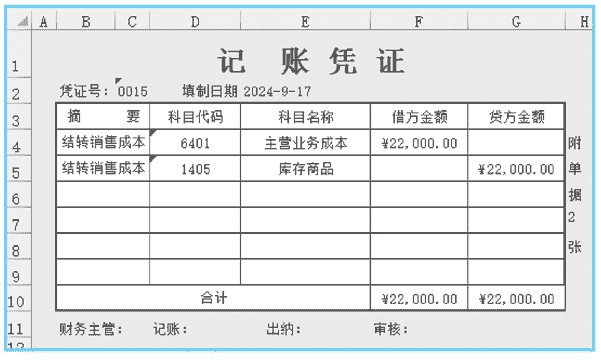 A B C D E F G H
1 记 账 凭 证
2 凭证号: 0015 填制日期 2024-9-17
3 摘 要 科目代码 科目名称 借方金额 贷方金额
4 结转销售成本 6401 主营业务成本 ¥22,000.00 附
5 结转销售成本 1405 库存商品 ¥22,000.00 单
6 据
7 2
8 张
9
10 合计 ¥22,000.00 ¥22,000.00
11 财务主管: 记账: 出纳: 审核:
12